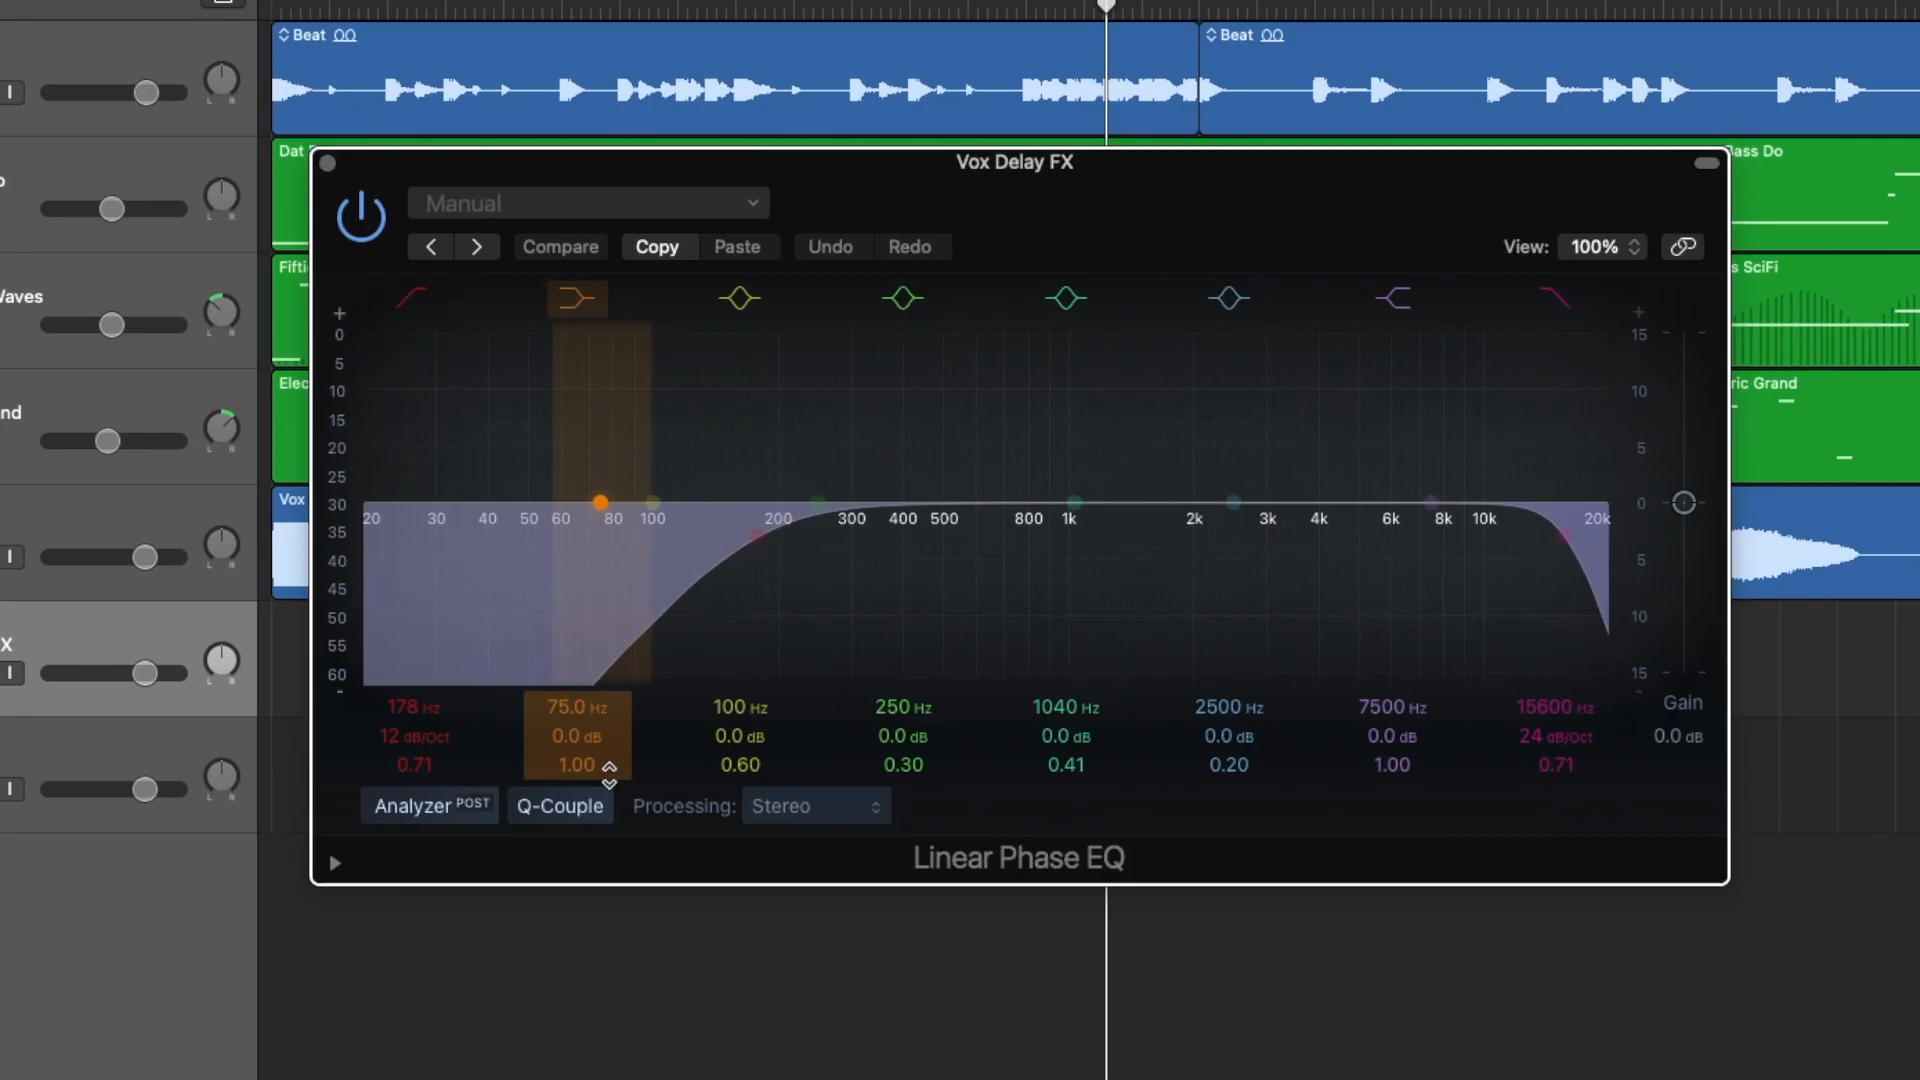 Beat
Beat
Dat
Bass Do
Vox Delay FX
Manual
Compare
Copy
Paste
Undo
Redo
View:
100%
Fifti
s SciFi
Waves
+
+
0
5
10
15
20
25
30
35
40
45
50
55
60
-
15
10
5
0
5
10
15
-
Elec
ric Grand
nd
Vox
20 30 40 50 60 80 100 200 300 400 500 800 1k 2k 3k 4k 6k 8k 10k 20k
X
178 Hz 75.0 Hz 100 Hz 250 Hz 1040 Hz 2500 Hz 7500 Hz 15600 Hz Gain
12 dB/Oct 0.0 dB 0.0 dB 0.0 dB 0.0 dB 0.0 dB 0.0 dB 24 dB/Oct 0.0 dB
0.71 1.00 0.60 0.30 0.41 0.20 1.00 0.71
Analyzer POST Q-Couple Processing: Stereo
Linear Phase EQ
L R
L R
L R
L R
L R
L R
L R
I
I
I
I